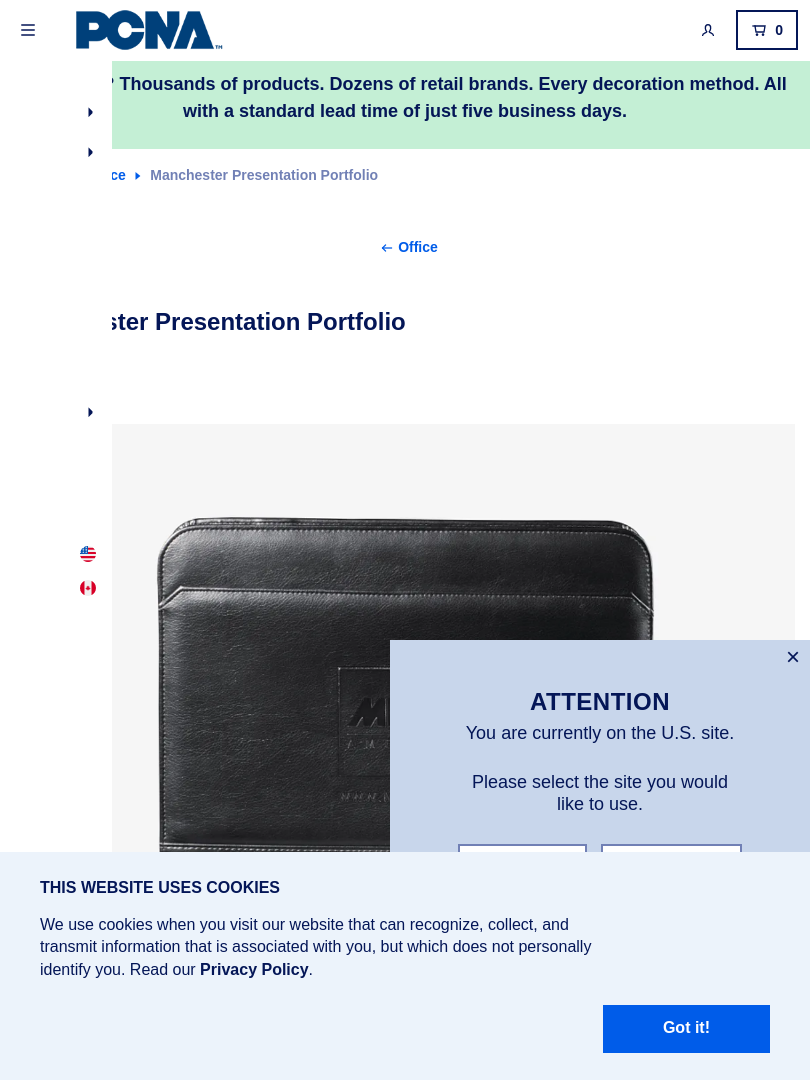 PCNA™
0
? Thousands of products. Dozens of retail brands. Every decoration method. All
with a standard lead time of just five business days.
Manchester Presentation Portfolio
Office
Presentation Portfolio
ATTENTION
You are currently on the U.S. site.
Please select the site you would
like to use.
THIS WEBSITE USES COOKIES
We use cookies when you visit our website that can recognize, collect, and
transmit information that is associated with you, but which does not personally
identify you. Read our Privacy Policy.
Got it!